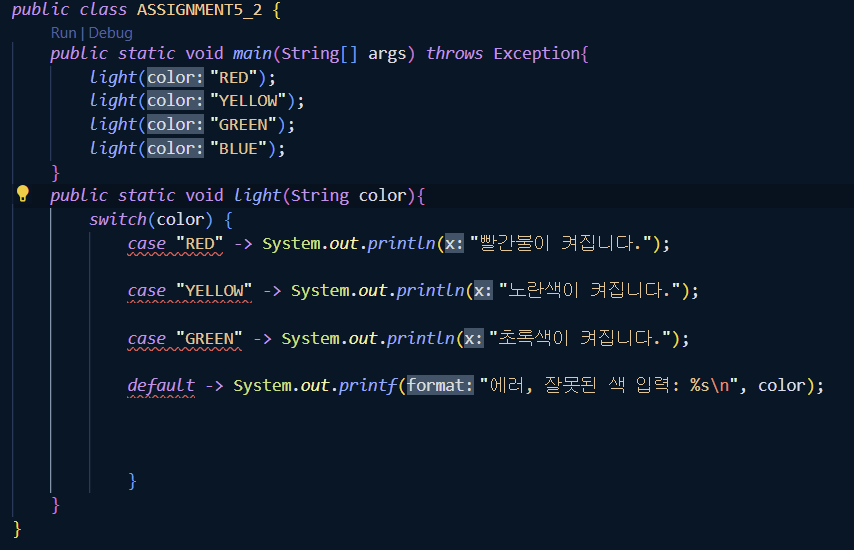 public class ASSIGNMENT5_2 {
Run | Debug
public static void main(String[] args) throws Exception{
light(color: "RED");
light(color: "YELLOW");
light(color: "GREEN");
light(color: "BLUE");
}
public static void light(String color){
switch(color) {
case "RED" -> System.out.println(x: "빨간불이 켜집니다.");
case "YELLOW" -> System.out.println(x: "노란색이 켜집니다.");
case "GREEN" -> System.out.println(x: "초록색이 켜집니다.");
default -> System.out.printf(format: "에러, 잘못된 색 입력: %s\n", color);
}
}
}